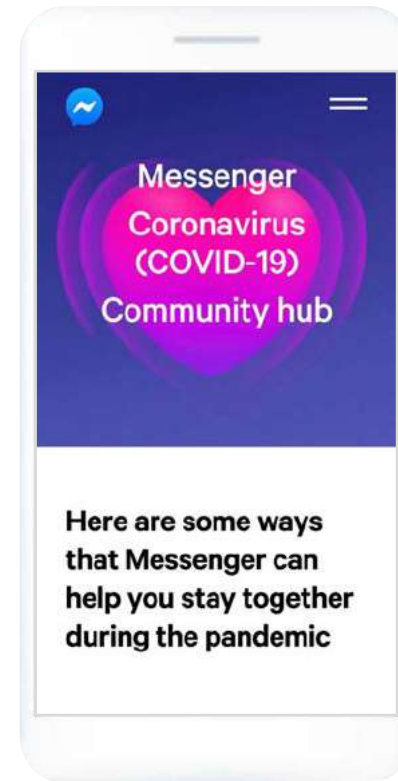 Messenger
Coronavirus
(COVID-19)
Community hub
Here are some ways
that Messenger can
help you stay together
during the pandemic